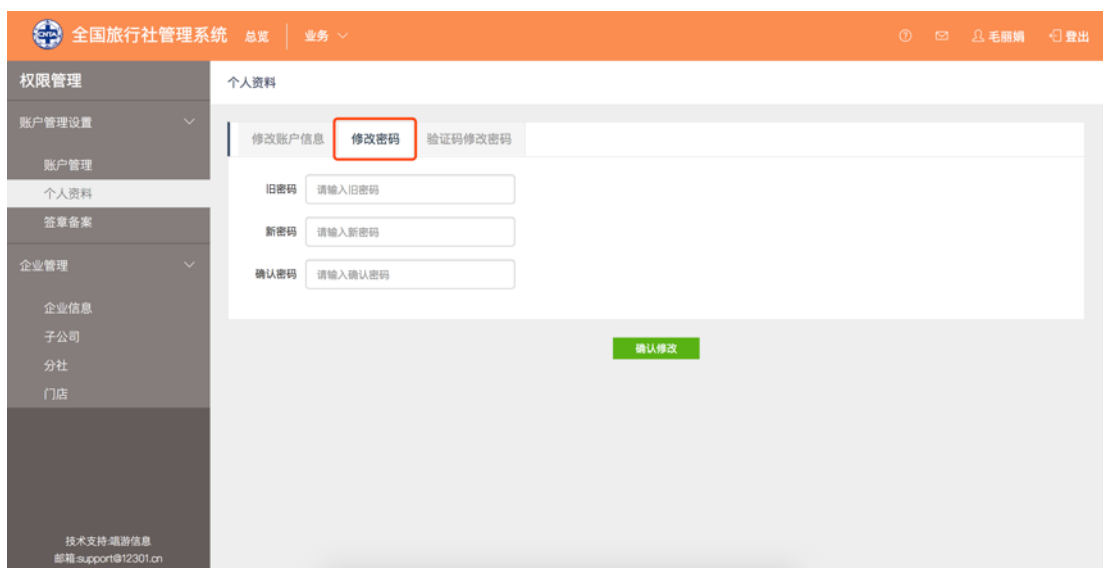 CNTA 全国旅行社管理系统 总览 业务 毛丽娟 登出
权限管理
账户管理设置
账户管理
个人资料
签章备案
企业管理
企业信息
子公司
分社
门店
技术支持:唱游信息
邮箱:support@12301.cn
个人资料
修改账户信息 修改密码 验证码修改密码
旧密码 请输入旧密码
新密码 请输入新密码
确认密码 请输入确认密码
确认修改